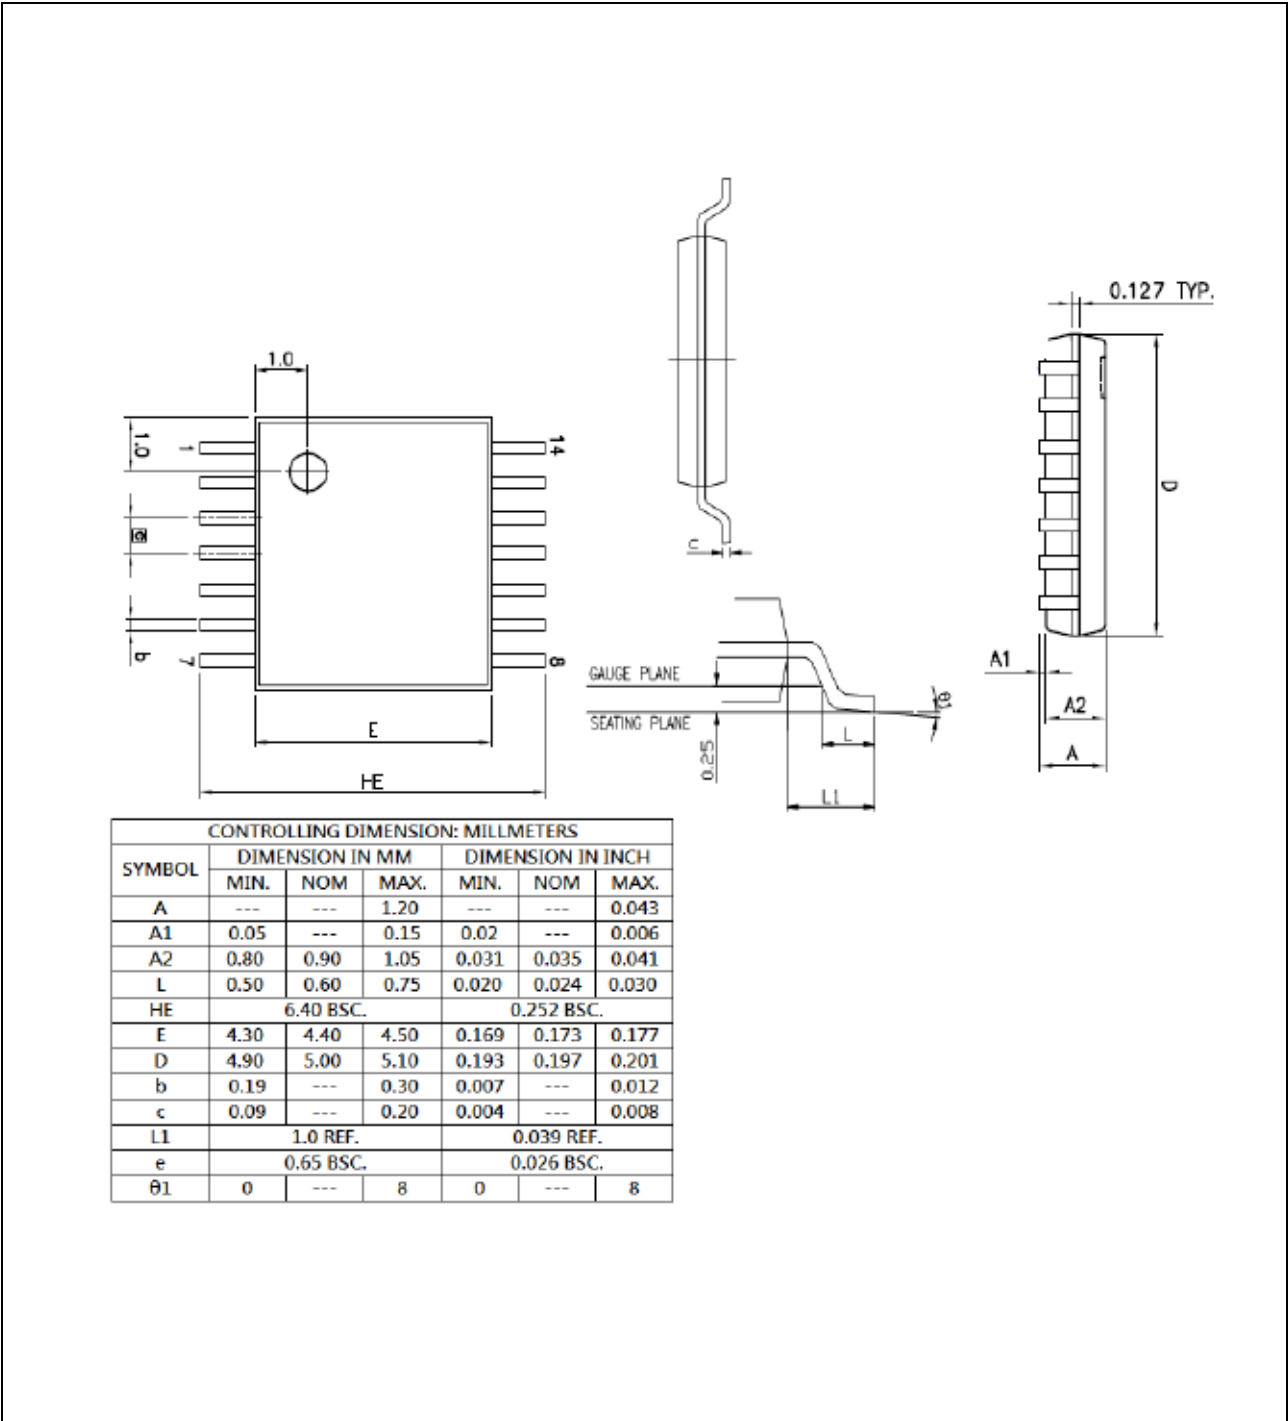 0.127 TYP.
1.0
1.0
1
14
e
b
7
8
E
HE
c
GAUGE PLANE
SEATING PLANE
0.25
L
L1
θ1
D
A1
A2
A
CONTROLLING DIMENSION: MILLMETERS
SYMBOL DIMENSION IN MM DIMENSION IN INCH
MIN. NOM MAX. MIN. NOM MAX.
A --- --- 1.20 --- --- 0.043
A1 0.05 --- 0.15 0.02 --- 0.006
A2 0.80 0.90 1.05 0.031 0.035 0.041
L 0.50 0.60 0.75 0.020 0.024 0.030
HE 6.40 BSC. 0.252 BSC.
E 4.30 4.40 4.50 0.169 0.173 0.177
D 4.90 5.00 5.10 0.193 0.197 0.201
b 0.19 --- 0.30 0.007 --- 0.012
c 0.09 --- 0.20 0.004 --- 0.008
L1 1.0 REF. 0.039 REF.
e 0.65 BSC. 0.026 BSC.
θ1 0 --- 8 0 --- 8